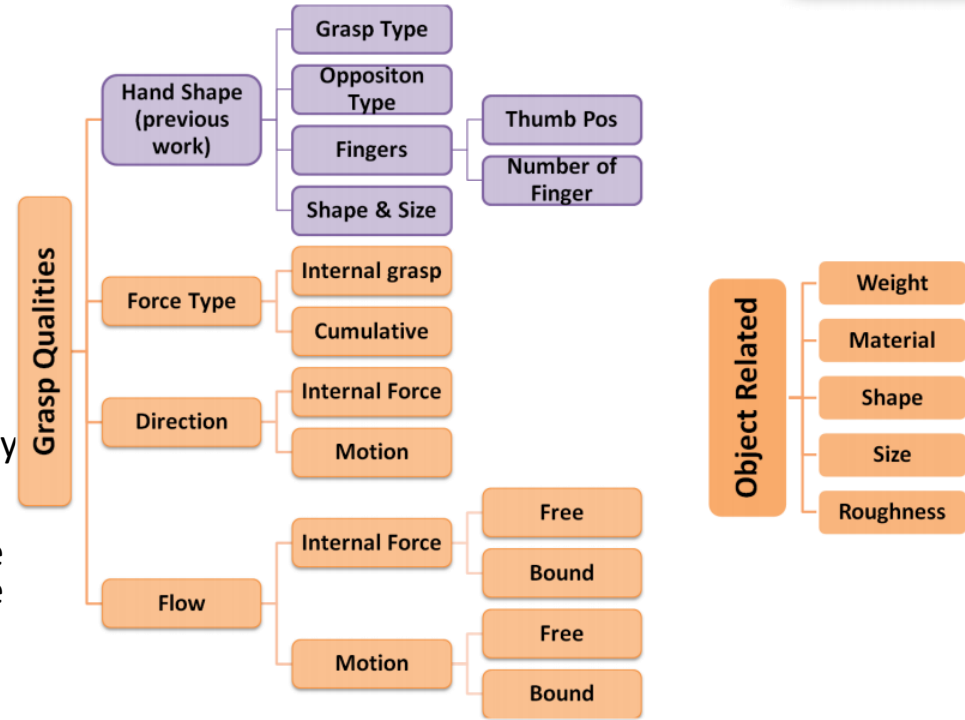 Grasp Qualities
Hand Shape
(previous
work)
Grasp Type
Oppositon
Type
Fingers
Thumb Pos
Number of
Finger
Shape & Size
Force Type
Internal grasp
Cumulative
Direction
Internal Force
Motion
Flow
Internal Force
Free
Bound
Motion
Free
Bound
y
e
e
Object Related
Weight
Material
Shape
Size
Roughness